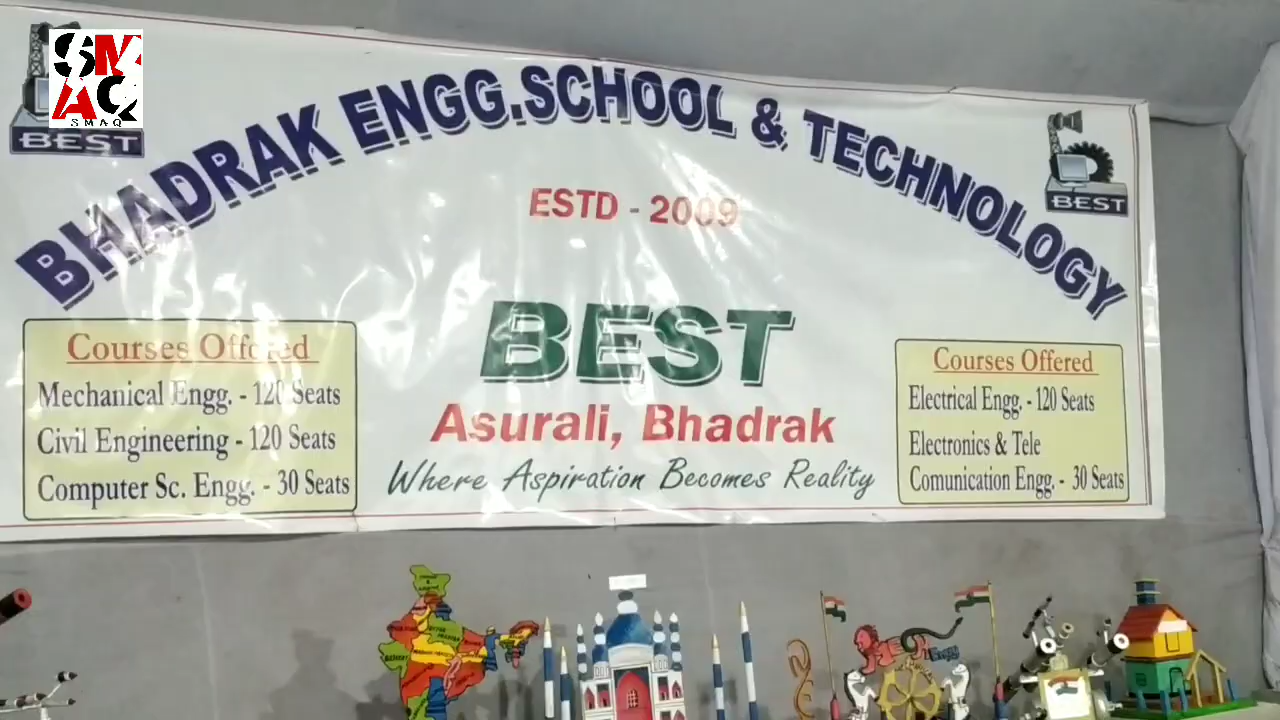 SMAQ
SMAQ
BEST
BHADRAK ENGG.SCHOOL & TECHNOLOGY
BEST
ESTD - 2009
BEST
Asurali, Bhadrak
Where Aspiration Becomes Reality
Courses Offered
Mechanical Engg. - 120 Seats
Civil Engineering - 120 Seats
Computer Sc. Engg. - 30 Seats
Courses Offered
Electrical Engg. - 120 Seats
Electronics & Tele
Comunication Engg. - 30 Seats